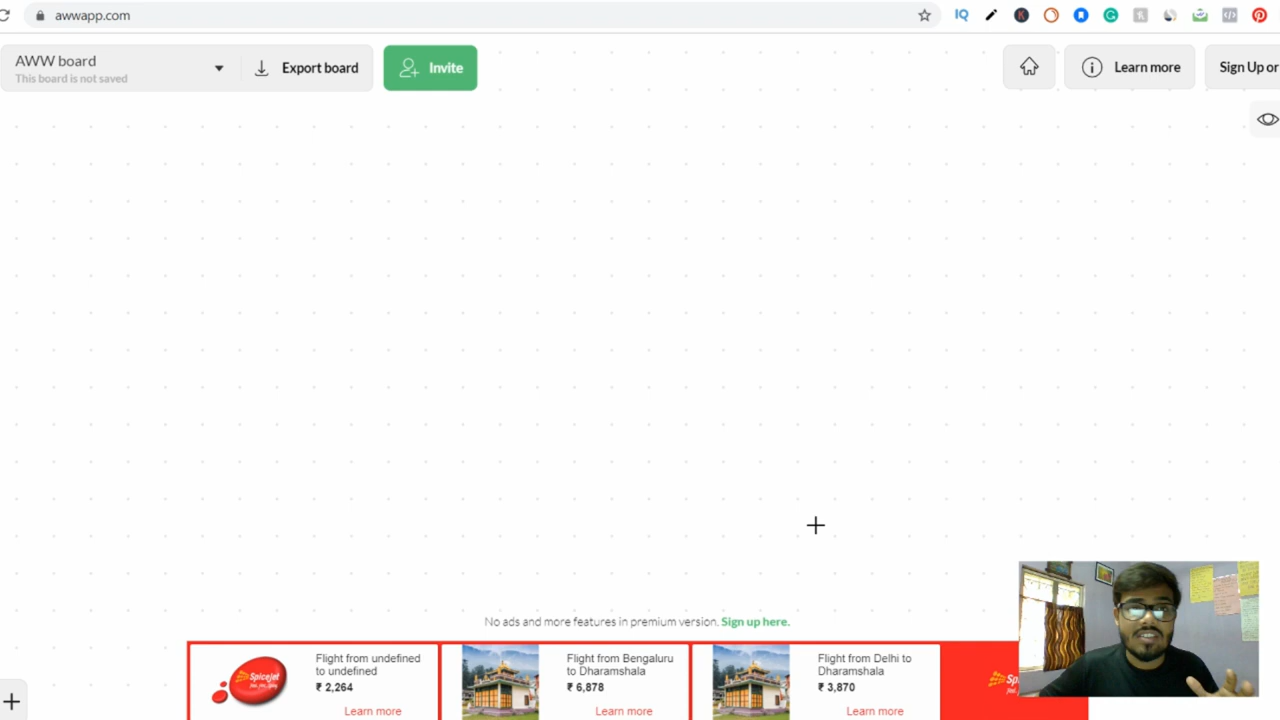 awwapp.com
IQ
AWW board
This board is not saved
Export board
Invite
Learn more
Sign Up or
No ads and more features in premium version. Sign up here.
SpiceJet
Flight from undefined
to undefined
₹ 2,264
Learn more
Flight from Bengaluru
to Dharamshala
₹ 6,878
Learn more
Flight from Delhi to
Dharamshala
₹ 3,870
Learn more